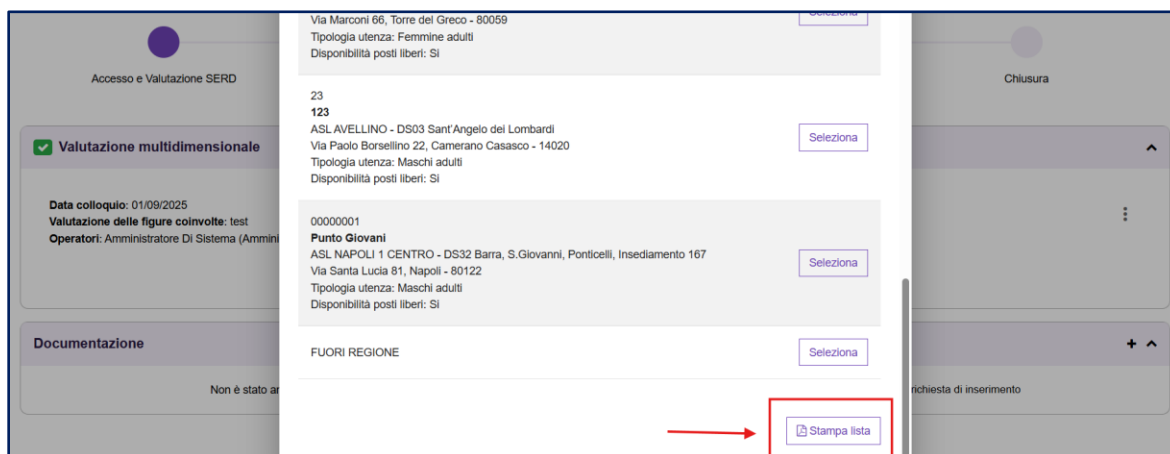 Via Marconi 66, Torre del Greco - 80059
Seleziona
Tipologia utenza: Femmine adulti
Disponibilità posti liberi: Si
Accesso e Valutazione SERD
Chiusura
23
123
ASL AVELLINO - DS03 Sant'Angelo dei Lombardi
Via Paolo Borsellino 22, Camerano Casasco - 14020
Tipologia utenza: Maschi adulti
Disponibilità posti liberi: Si
Seleziona
Valutazione multidimensionale
Data colloquio: 01/09/2025
Valutazione delle figure coinvolte: test
Operatori: Amministratore Di Sistema (Ammini
00000001
Punto Giovani
ASL NAPOLI 1 CENTRO - DS32 Barra, S.Giovanni, Ponticelli, Insediamento 167
Via Santa Lucia 81, Napoli - 80122
Tipologia utenza: Maschi adulti
Disponibilità posti liberi: Si
Seleziona
Documentazione
FUORI REGIONE
Seleziona
Non è stato
richiesta di inserimento
Stampa lista